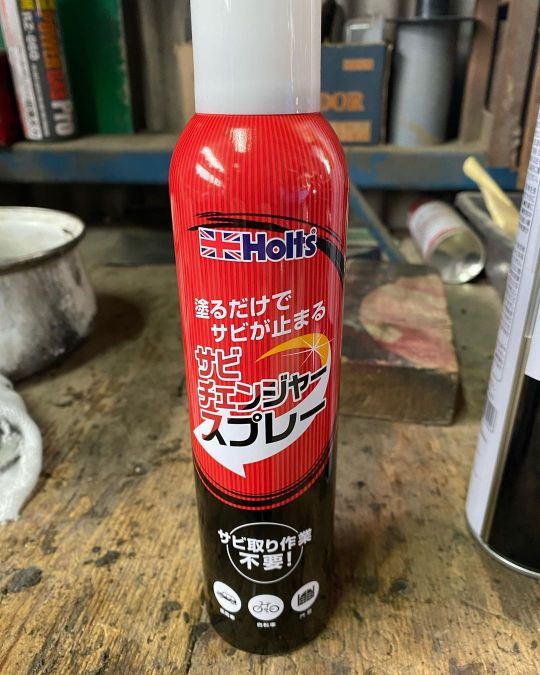 Holts
塗るだけで
サビが止まる
サビ
チェンジャー
スプレー
サビ取り作業
不要!
自転車
DOR